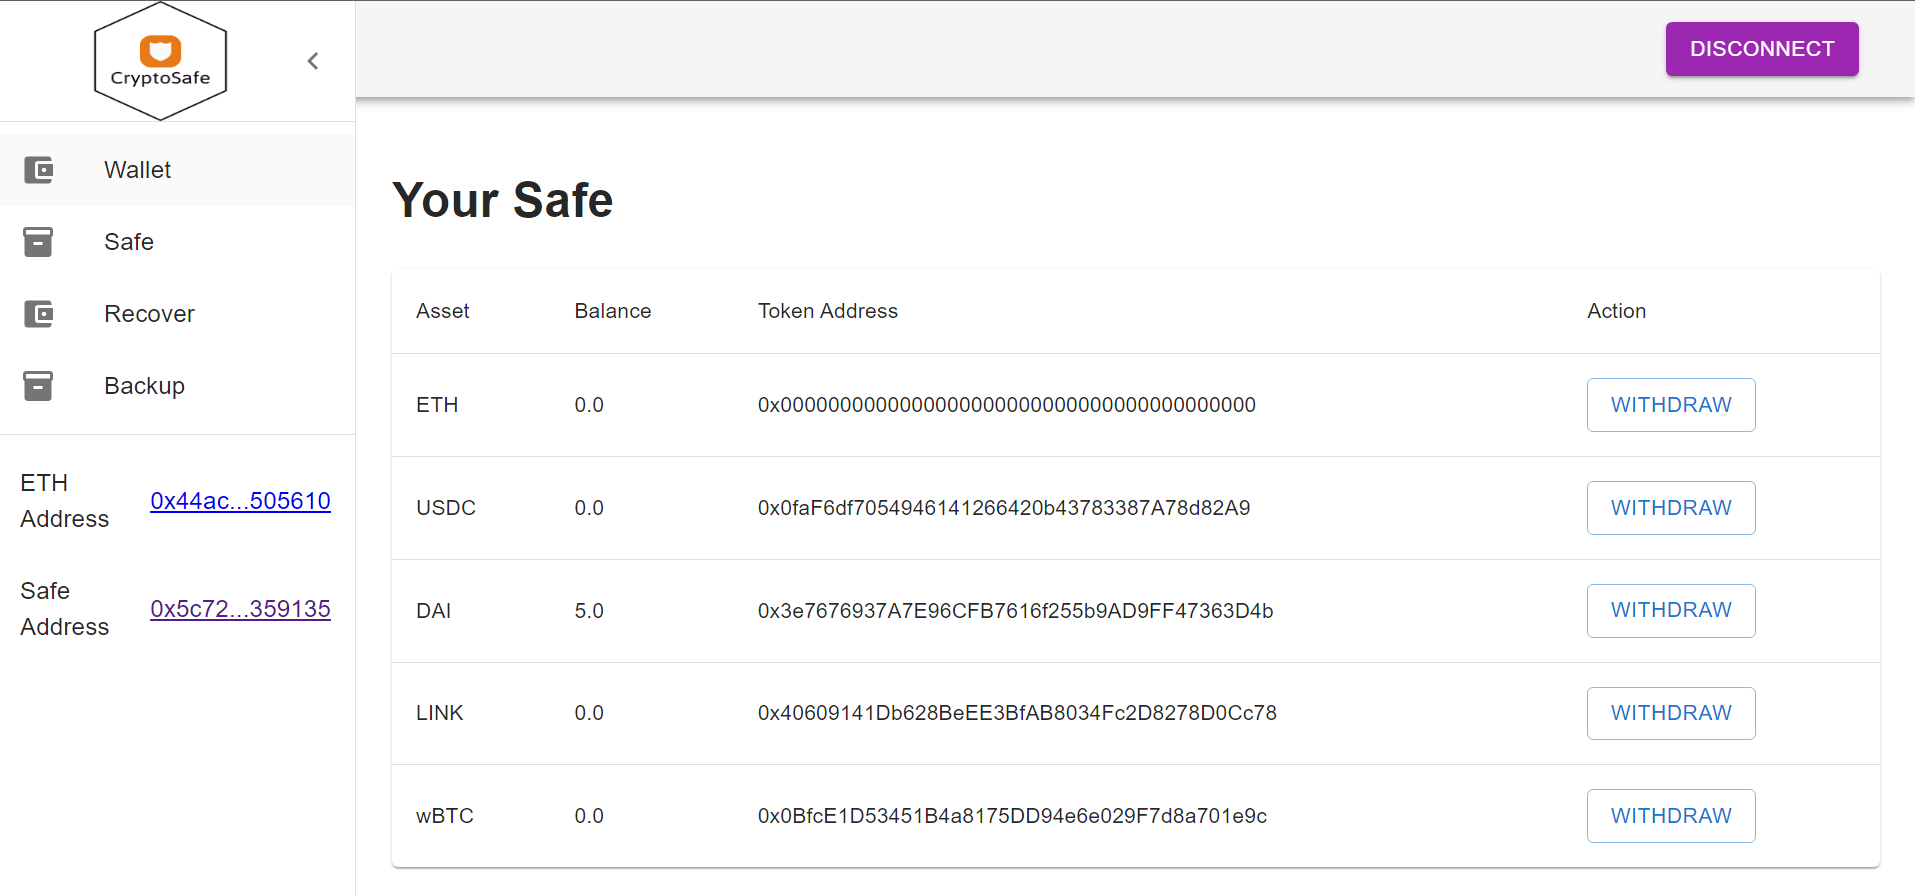 CryptoSafe
DISCONNECT
Wallet
Safe
Recover
Backup
ETH
Address
0x44ac...505610
Safe
Address
0x5c72...359135
Your Safe
Asset Balance Token Address Action
ETH 0.0 0x0000000000000000000000000000000000000000 WITHDRAW
USDC 0.0 0x0faF6df7054946141266420b43783387A78d82A9 WITHDRAW
DAI 5.0 0x3e7676937A7E96CFB7616f255b9AD9FF47363D4b WITHDRAW
LINK 0.0 0x40609141Db628BeEE3BfAB8034Fc2D8278D0Cc78 WITHDRAW
wBTC 0.0 0x0BfcE1D53451B4a8175DD94e6e029F7d8a701e9c WITHDRAW